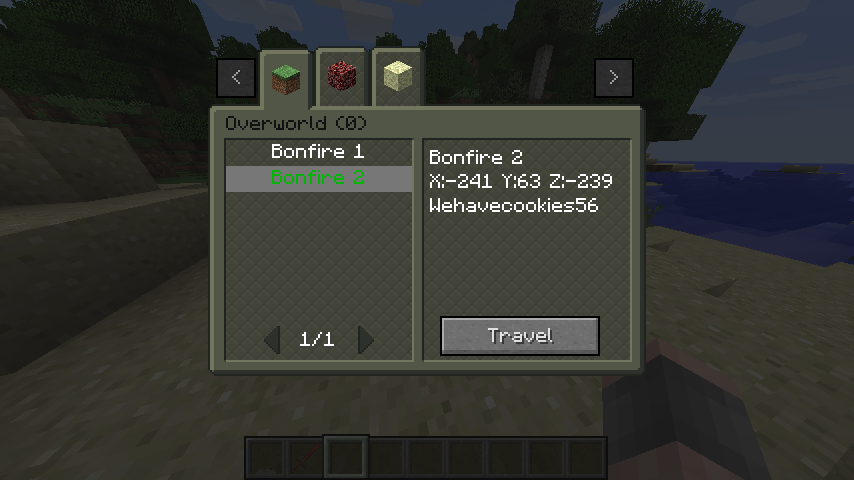 < >
Overworld (0)
Bonfire 1
Bonfire 2
1/1
Bonfire 2
X:-241 Y:63 Z:-239
Wehavecookies56
Travel